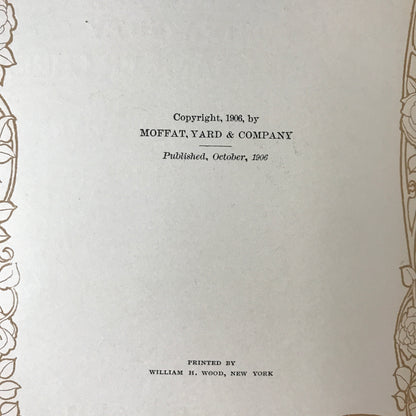 Copyright, 1906, by
MOFFAT, YARD & COMPANY
Published, October, 1906
PRINTED BY
WILLIAM H. WOOD, NEW YORK